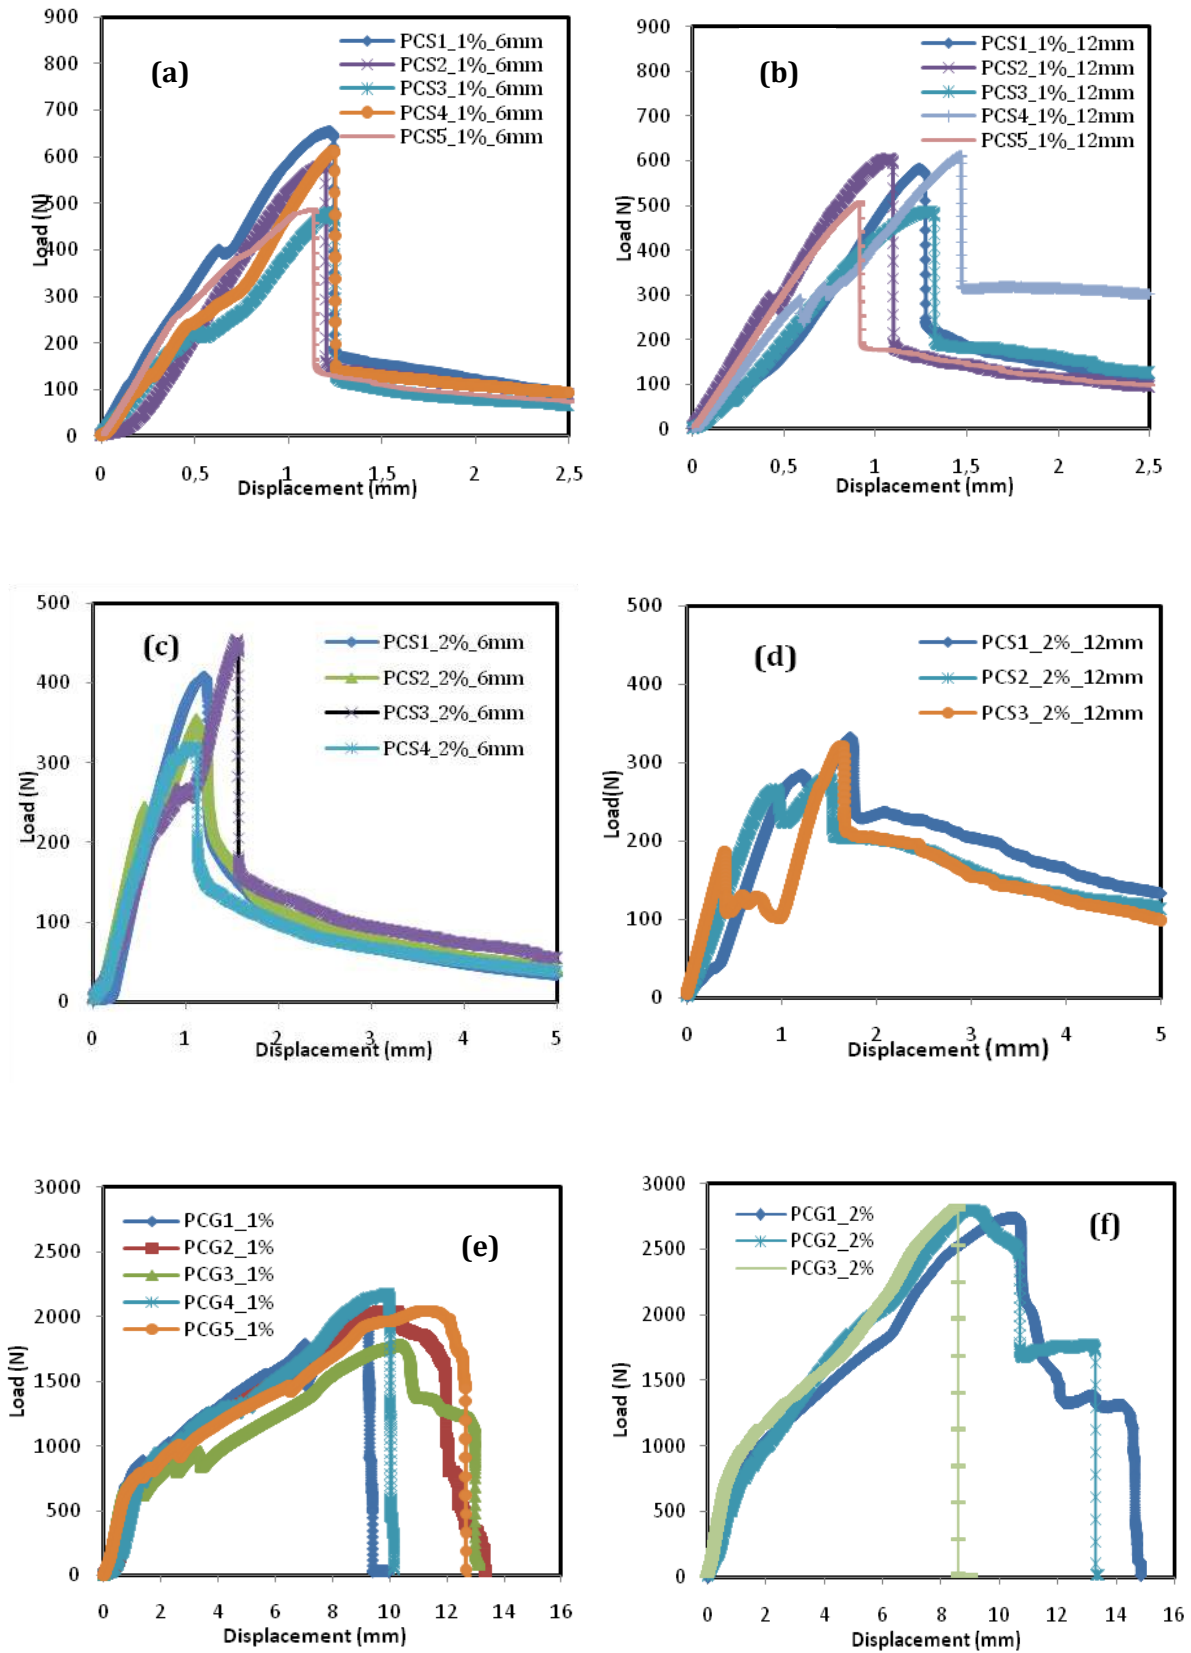 900
800
700
600
500
400
300
200
100
0
Load (N)
(a)
PCS1_1%_6mm
PCS2_1%_6mm
PCS3_1%_6mm
PCS4_1%_6mm
PCS5_1%_6mm
0 0,5 1 1,5 2 2,5
Displacement (mm)
900
800
700
600
500
400
300
200
100
0
Load N)
(b)
PCS1_1%_12mm
PCS2_1%_12mm
PCS3_1%_12mm
PCS4_1%_12mm
PCS5_1%_12mm
0 0,5 1 1,5 2 2,5
Displacement (mm)
500
400
300
200
100
0
Load (N)
(c)
PCS1_2%_6mm
PCS2_2%_6mm
PCS3_2%_6mm
PCS4_2%_6mm
0 1 2 3 4 5
Displacement (mm)
500
400
300
200
100
0
Load(N)
(d)
PCS1_2%_12mm
PCS2_2%_12mm
PCS3_2%_12mm
0 1 2 3 4 5
Displacement (mm)
3000
2500
2000
1500
1000
500
0
Load (N)
PCG1_1%
PCG2_1%
PCG3_1%
PCG4_1%
PCG5_1%
(e)
0 2 4 6 8 10 12 14 16
Displacement (mm)
3000
2500
2000
1500
1000
500
0
Load (N)
PCG1_2%
PCG2_2%
PCG3_2%
(f)
0 2 4 6 8 10 12 14 16
Displacement (mm)